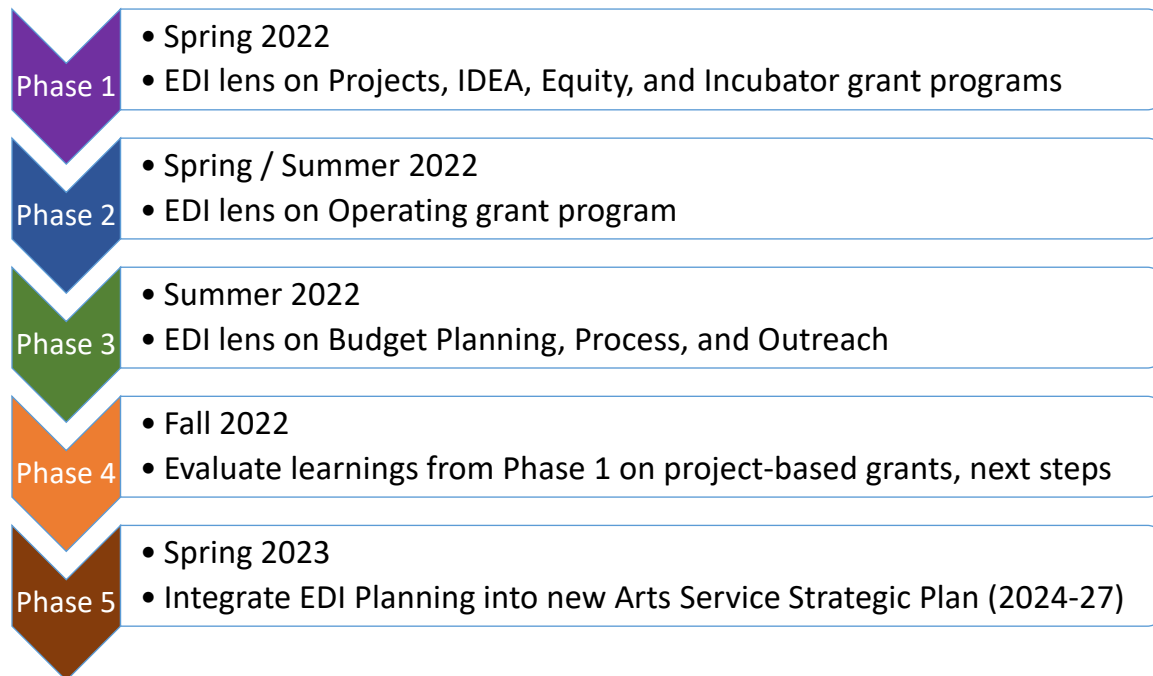 Phase 1
• Spring 2022
• EDI lens on Projects, IDEA, Equity, and Incubator grant programs
Phase 2
• Spring / Summer 2022
• EDI lens on Operating grant program
Phase 3
• Summer 2022
• EDI lens on Budget Planning, Process, and Outreach
Phase 4
• Fall 2022
• Evaluate learnings from Phase 1 on project-based grants, next steps
Phase 5
• Spring 2023
• Integrate EDI Planning into new Arts Service Strategic Plan (2024-27)